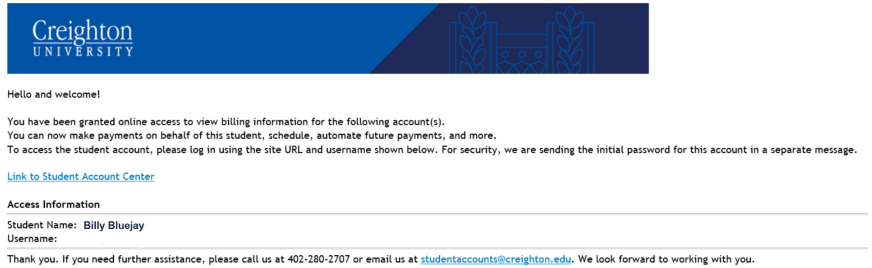 Creighton
UNIVERSITY
Hello and welcome!
You have been granted online access to view billing information for the following account(s).
You can now make payments on behalf of this student, schedule, automate future payments, and more.
To access the student account, please log in using the site URL and username shown below. For security, we are sending the initial password for this account in a separate message.
Link to Student Account Center
Access Information
Student Name: Billy Bluejay
Username:
Thank you. If you need further assistance, please call us at 402-280-2707 or email us at studentaccounts@creighton.edu. We look forward to working with you.